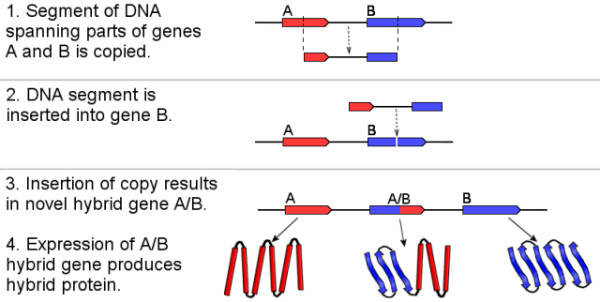 1. Segment of DNA
spanning parts of genes
A and B is copied.
A B
2. DNA segment is
inserted into gene B.
A B
3. Insertion of copy results
in novel hybrid gene A/B.
A A/B B
4. Expression of A/B
hybrid gene produces
hybrid protein.